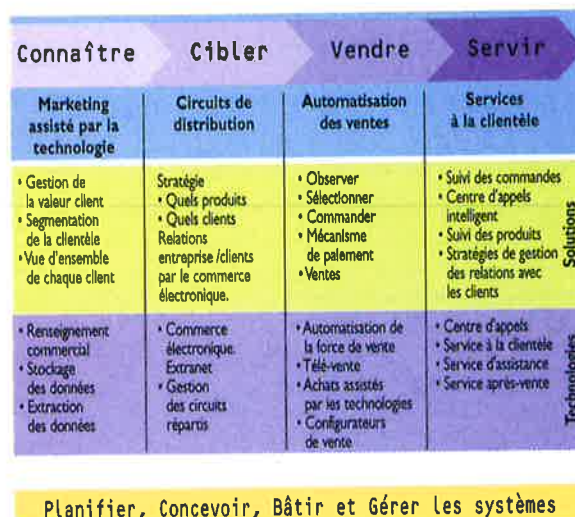 Connaître
Cibler
Vendre
Servir
Marketing
assisté par la
technologie
Circuits de
distribution
Automatisation
des ventes
Services
à la clientèle
• Gestion de
la valeur client
• Segmentation
de la clientèle
• Vue d'ensemble
de chaque client
Stratégie
• Quels produits
• Quels clients
Relations
entreprise /clients
par le commerce
électronique.
• Observer
• Sélectionner
• Commander
• Mécanisme
de paiement
• Ventes
• Suivi des commandes
• Centre d'appels
intelligent
• Suivi des produits
• Stratégies de gestion
des relations avec
les clients
Solutions
• Renseignement
commercial
• Stockage
des données
• Extraction
des données
• Commerce
électronique.
Extranet
• Gestion
des circuits
répartis
• Automatisation de
la force de vente
• Télé-vente
• Achats assistés
par les technologies
• Configurateurs
de vente
• Centre d'appels
• Service à la clientèle
• Service d'assistance
• Service après-vente
Technologies
Planifier, Concevoir, Bâtir et Gérer les systèmes